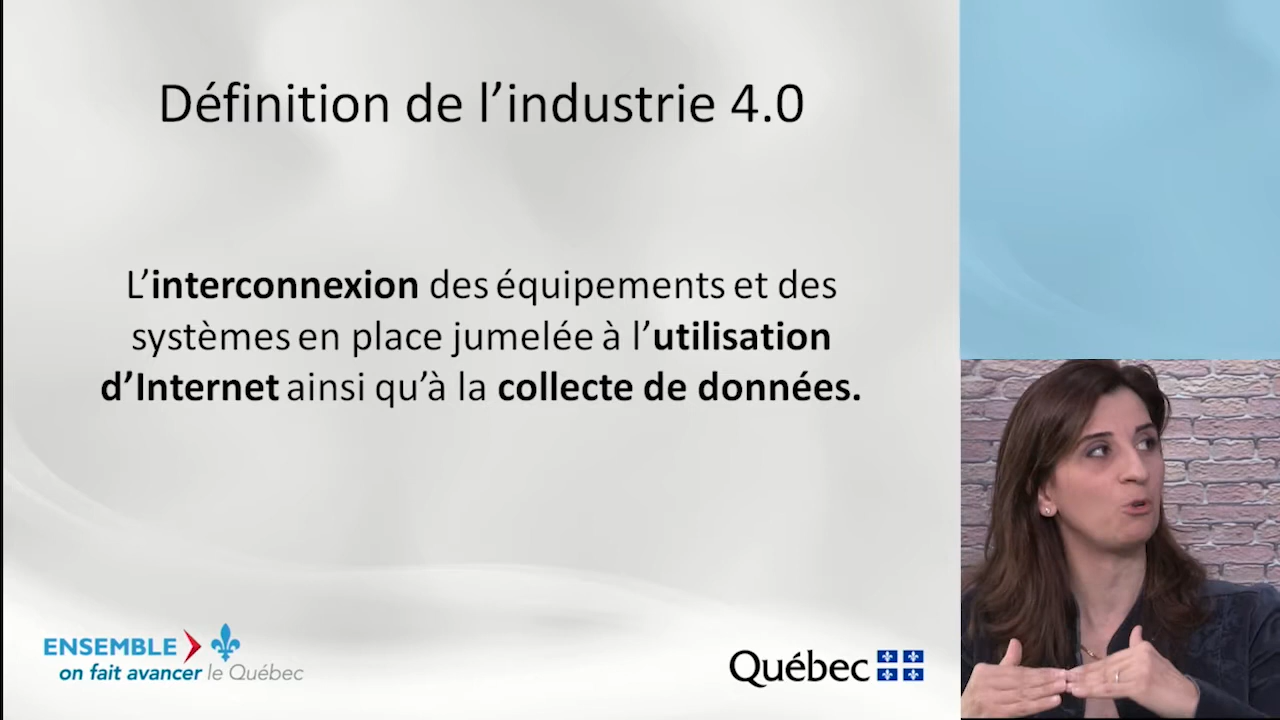 Définition de l’industrie 4.0
L’interconnexion des équipements et des
systèmes en place jumelée à l’utilisation
d’Internet ainsi qu’à la collecte de données.
ENSEMBLE
on fait avancer le Québec
Québec